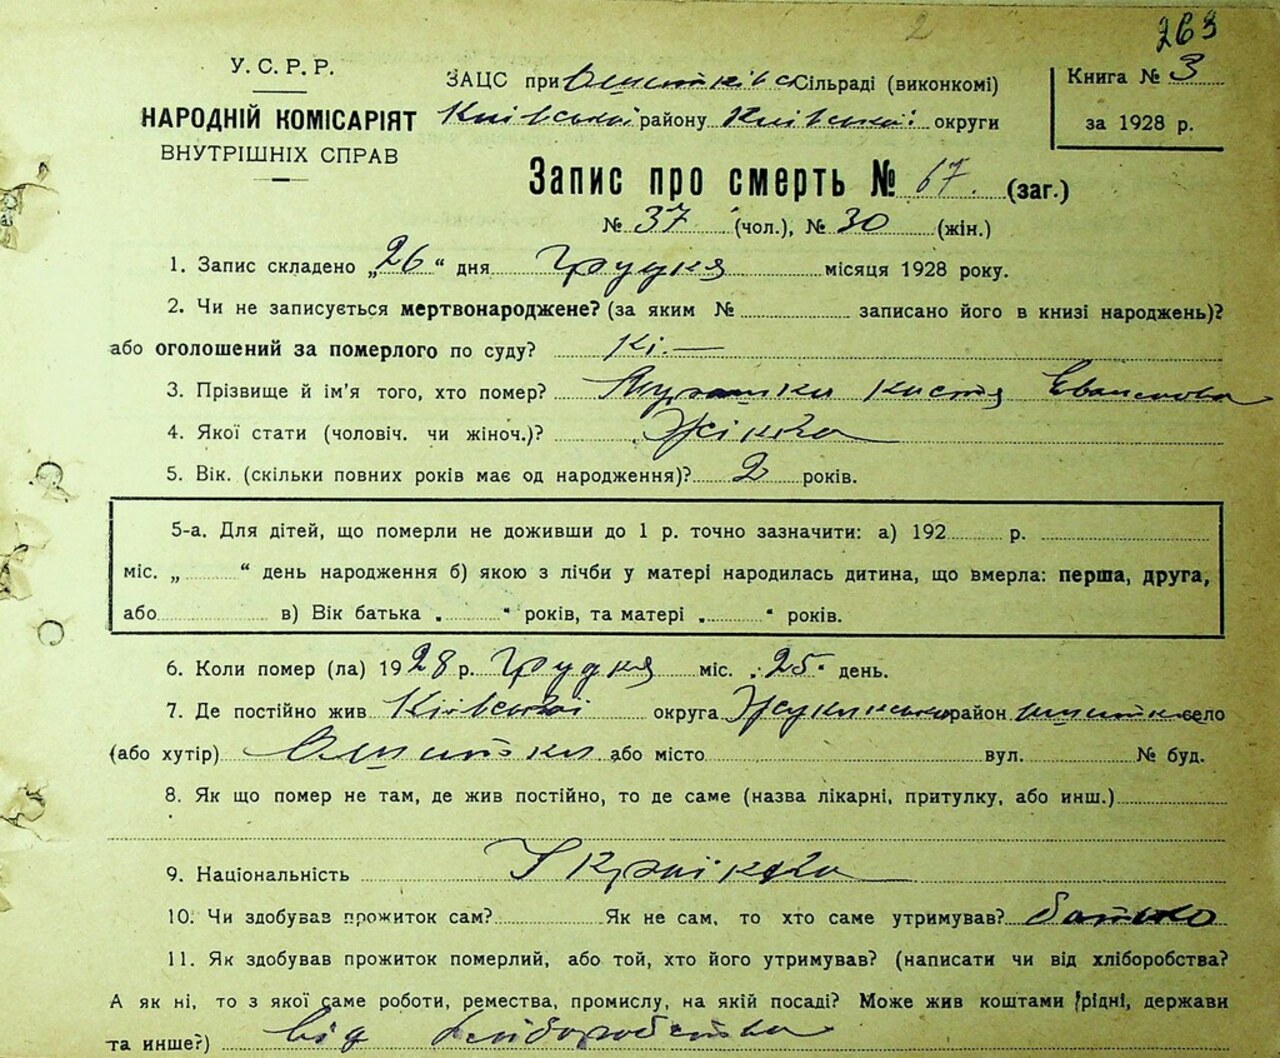 2 263
У. С. Р. Р.
НАРОДНІЙ КОМІСАРІЯТ
ВНУТРІШНІХ СПРАВ
ЗАЦС при Сільраді (виконкомі)
Київської району Київської округи
Книга № 3
за 1928 р.
Запис про смерть № 67. (заг.)
№ 37 (чол.), № 30 (жін.)
1. Запис складено „26“ дня Грудня місяця 1928 року.
2. Чи не записується мертвонароджене? (за яким № записано його в книзі народжень)?
або оголошений за померлого по суду? Ні.—
3. Прізвище й ім'я того, хто помер? Настя
4. Якої стати (чоловіч. чи жіноч.)? Жінка
5. Вік. (скільки повних років має од народження)? 2 років.
5-а. Для дітей, що померли не доживши до 1 р. точно зазначити: а) 192 р.
міс. „ “ день народження б) якою з лічби у матері народилась дитина, що вмерла: перша, друга,
або в) Вік батька „ “ років, та матері „ “ років.
6. Коли помер (ла) 1928 р. Грудня міс. „25“ день.
7. Де постійно жив Київської округа район село
(або хутір) або місто вул. № буд.
8. Як що помер не там, де жив постійно, то де саме (назва лікарні, притулку, або инш.)
9. Національність Українка
10. Чи здобував прожиток сам? Як не сам, то хто саме утримував? батько
11. Як здобував прожиток померлий, або той, хто його утримував? (написати чи від хліборобства?
А як ні, то з якої саме роботи, ремества, промислу, на якій посаді? Може жив коштами рідні, держави
та инше?) від хліборобства